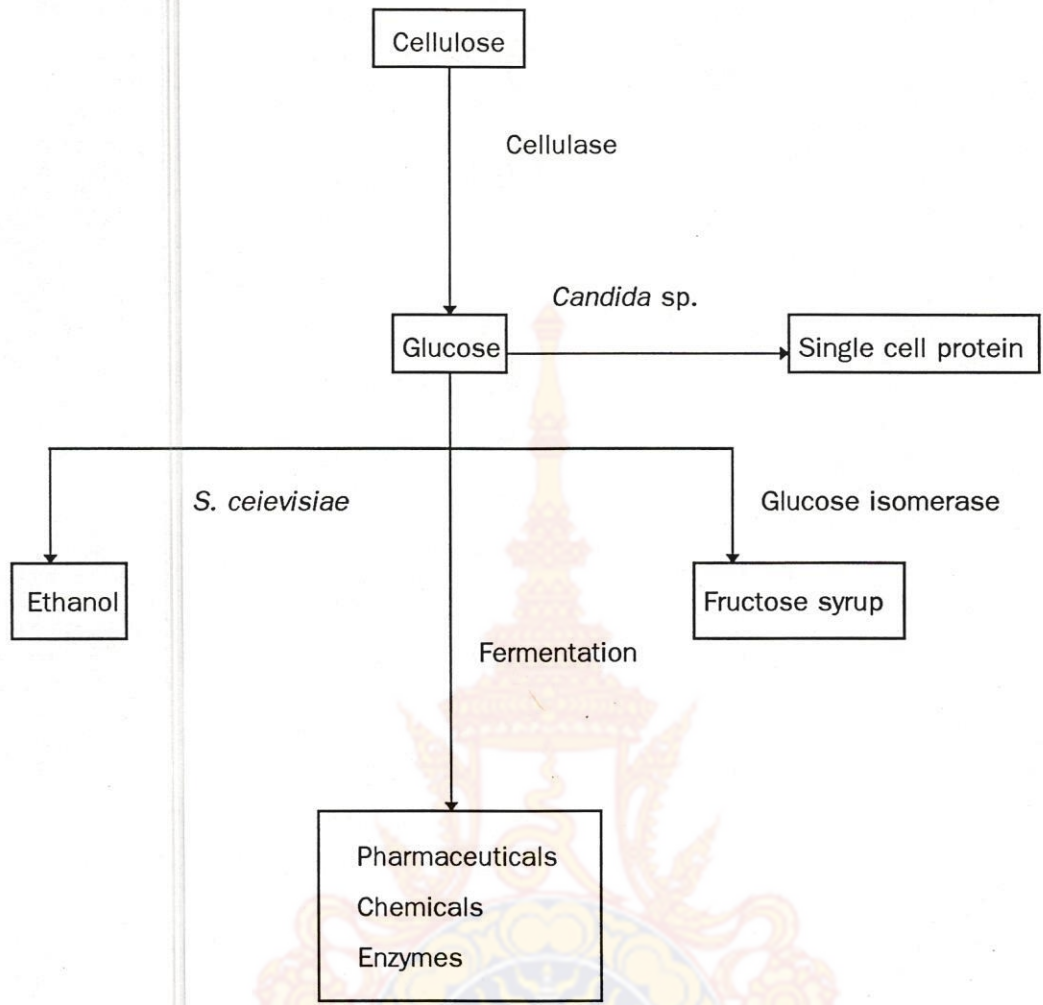 Cellulose
Cellulase
Candida sp.
Glucose
Single cell protein
S. ceievisiae
Glucose isomerase
Ethanol
Fructose syrup
Fermentation
Pharmaceuticals
Chemicals
Enzymes